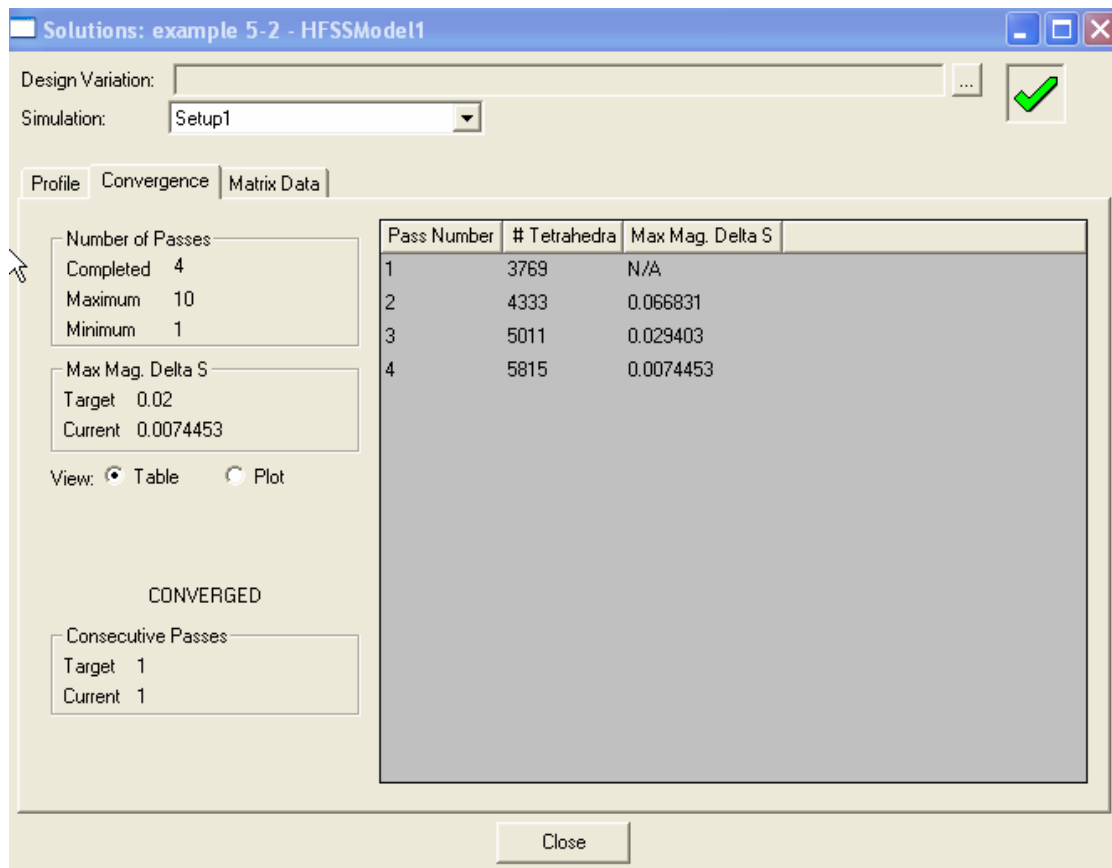 Solutions: example 5-2 - HFSSModel1
Design Variation:
...
Simulation: Setup1
Profile Convergence Matrix Data
Number of Passes
Completed 4
Maximum 10
Minimum 1
Max Mag. Delta S
Target 0.02
Current 0.0074453
View: Table Plot
CONVERGED
Consecutive Passes
Target 1
Current 1
Pass Number # Tetrahedra Max Mag. Delta S
1 3769 N/A
2 4333 0.066831
3 5011 0.029403
4 5815 0.0074453
Close